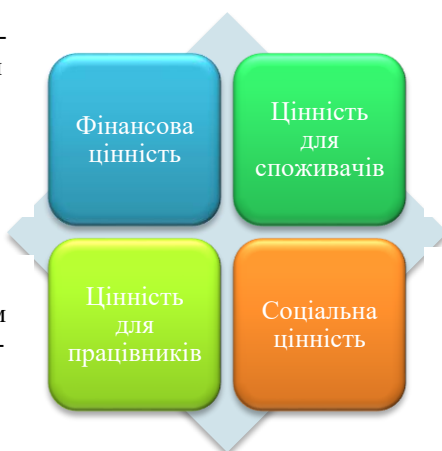 Фінансова
цінність
Цінність
для
споживачів
Цінність
для
працівників
Соціальна
цінність